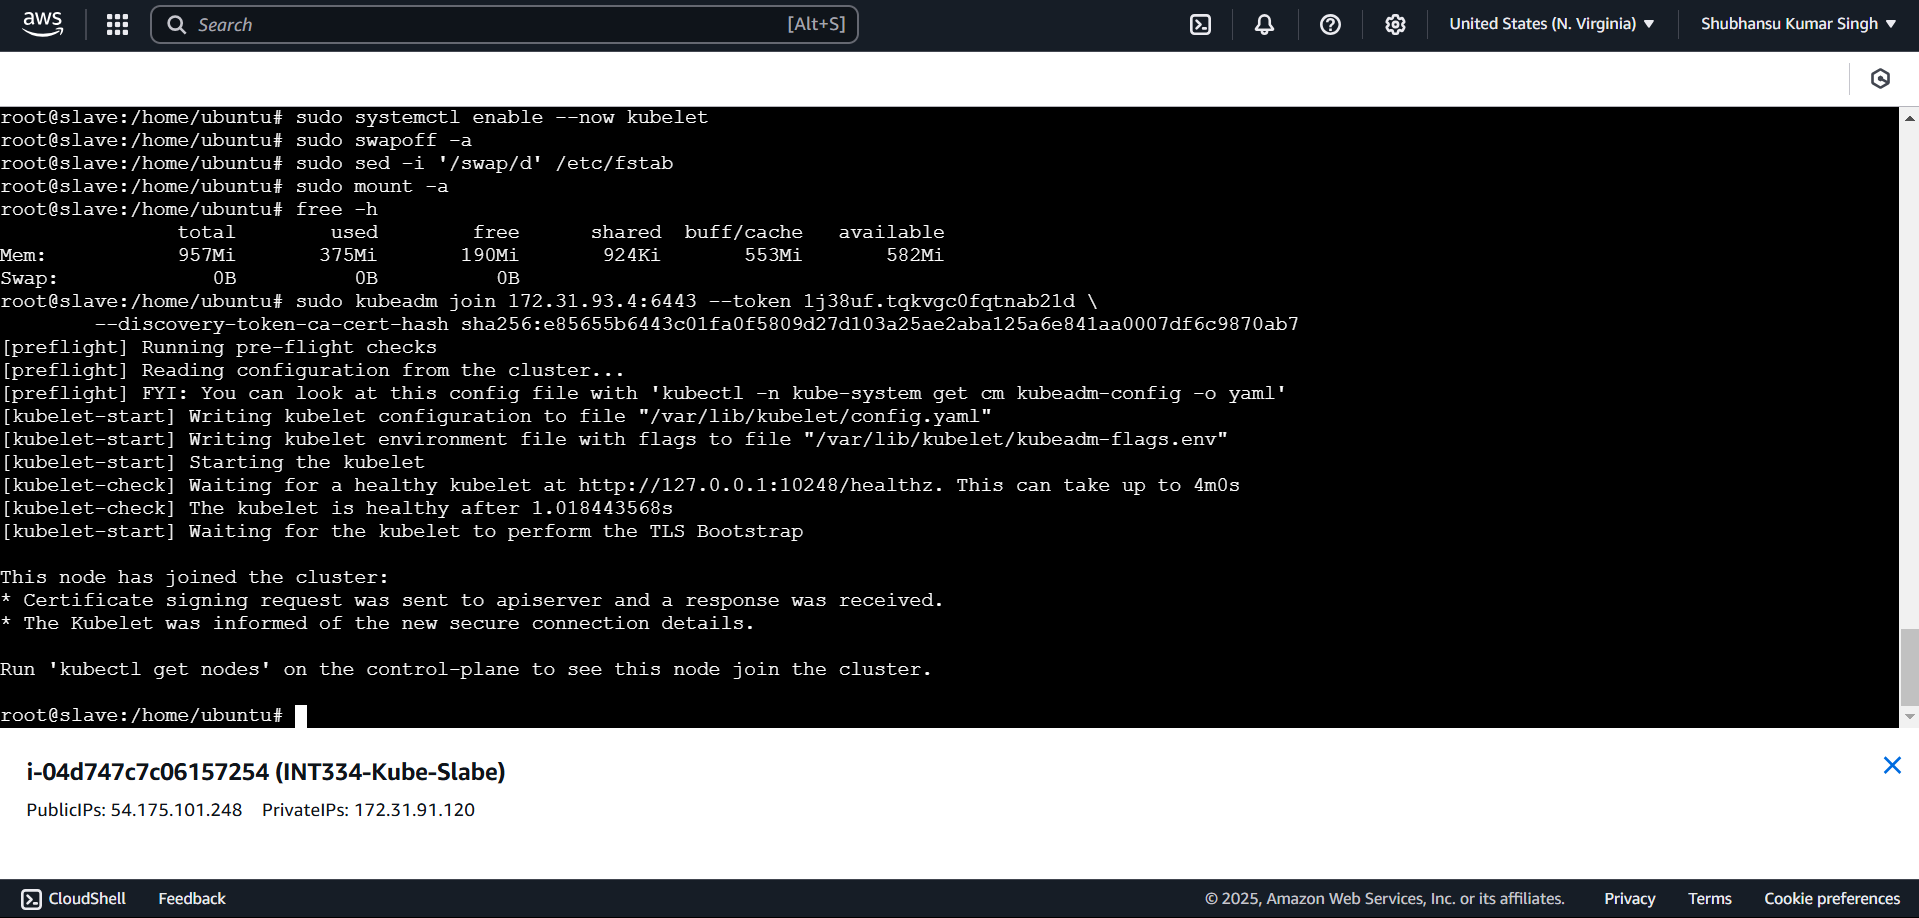 aws
Search [Alt+S]
United States (N. Virginia)
Shubhansu Kumar Singh
root@slave:/home/ubuntu# sudo systemctl enable --now kubelet
root@slave:/home/ubuntu# sudo swapoff -a
root@slave:/home/ubuntu# sudo sed -i '/swap/d' /etc/fstab
root@slave:/home/ubuntu# sudo mount -a
root@slave:/home/ubuntu# free -h
total used free shared buff/cache available
Mem: 957Mi 375Mi 190Mi 924Ki 553Mi 582Mi
Swap: 0B 0B 0B
root@slave:/home/ubuntu# sudo kubeadm join 172.31.93.4:6443 --token 1j38uf.tqkvgc0fqtnab21d \
--discovery-token-ca-cert-hash sha256:e85655b6443c01fa0f5809d27d103a25ae2aba125a6e841aa0007df6c9870ab7
[preflight] Running pre-flight checks
[preflight] Reading configuration from the cluster...
[preflight] FYI: You can look at this config file with 'kubectl -n kube-system get cm kubeadm-config -o yaml'
[kubelet-start] Writing kubelet configuration to file "/var/lib/kubelet/config.yaml"
[kubelet-start] Writing kubelet environment file with flags to file "/var/lib/kubelet/kubeadm-flags.env"
[kubelet-start] Starting the kubelet
[kubelet-check] Waiting for a healthy kubelet at http://127.0.0.1:10248/healthz. This can take up to 4m0s
[kubelet-check] The kubelet is healthy after 1.018443568s
[kubelet-start] Waiting for the kubelet to perform the TLS Bootstrap
This node has joined the cluster:
* Certificate signing request was sent to apiserver and a response was received.
* The Kubelet was informed of the new secure connection details.
Run 'kubectl get nodes' on the control-plane to see this node join the cluster.
root@slave:/home/ubuntu#
i-04d747c7c06157254 (INT334-Kube-Slabe)
PublicIPs: 54.175.101.248 PrivateIPs: 172.31.91.120
CloudShell Feedback © 2025, Amazon Web Services, Inc. or its affiliates. Privacy Terms Cookie preferences